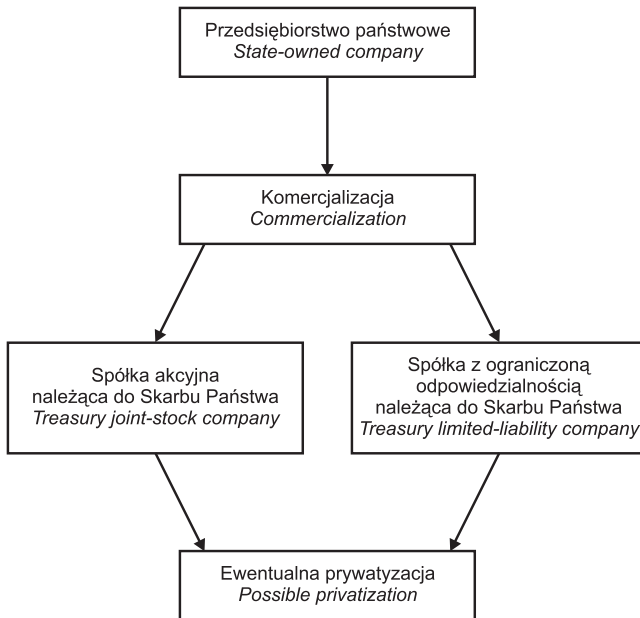 Przedsiębiorstwo państwowe
State-owned company
Komercjalizacja
Commercialization
Spółka akcyjna
należąca do Skarbu Państwa
Treasury joint-stock company
Spółka z ograniczoną
odpowiedzialnością
należąca do Skarbu Państwa
Treasury limited-liability company
Ewentualna prywatyzacja
Possible privatization